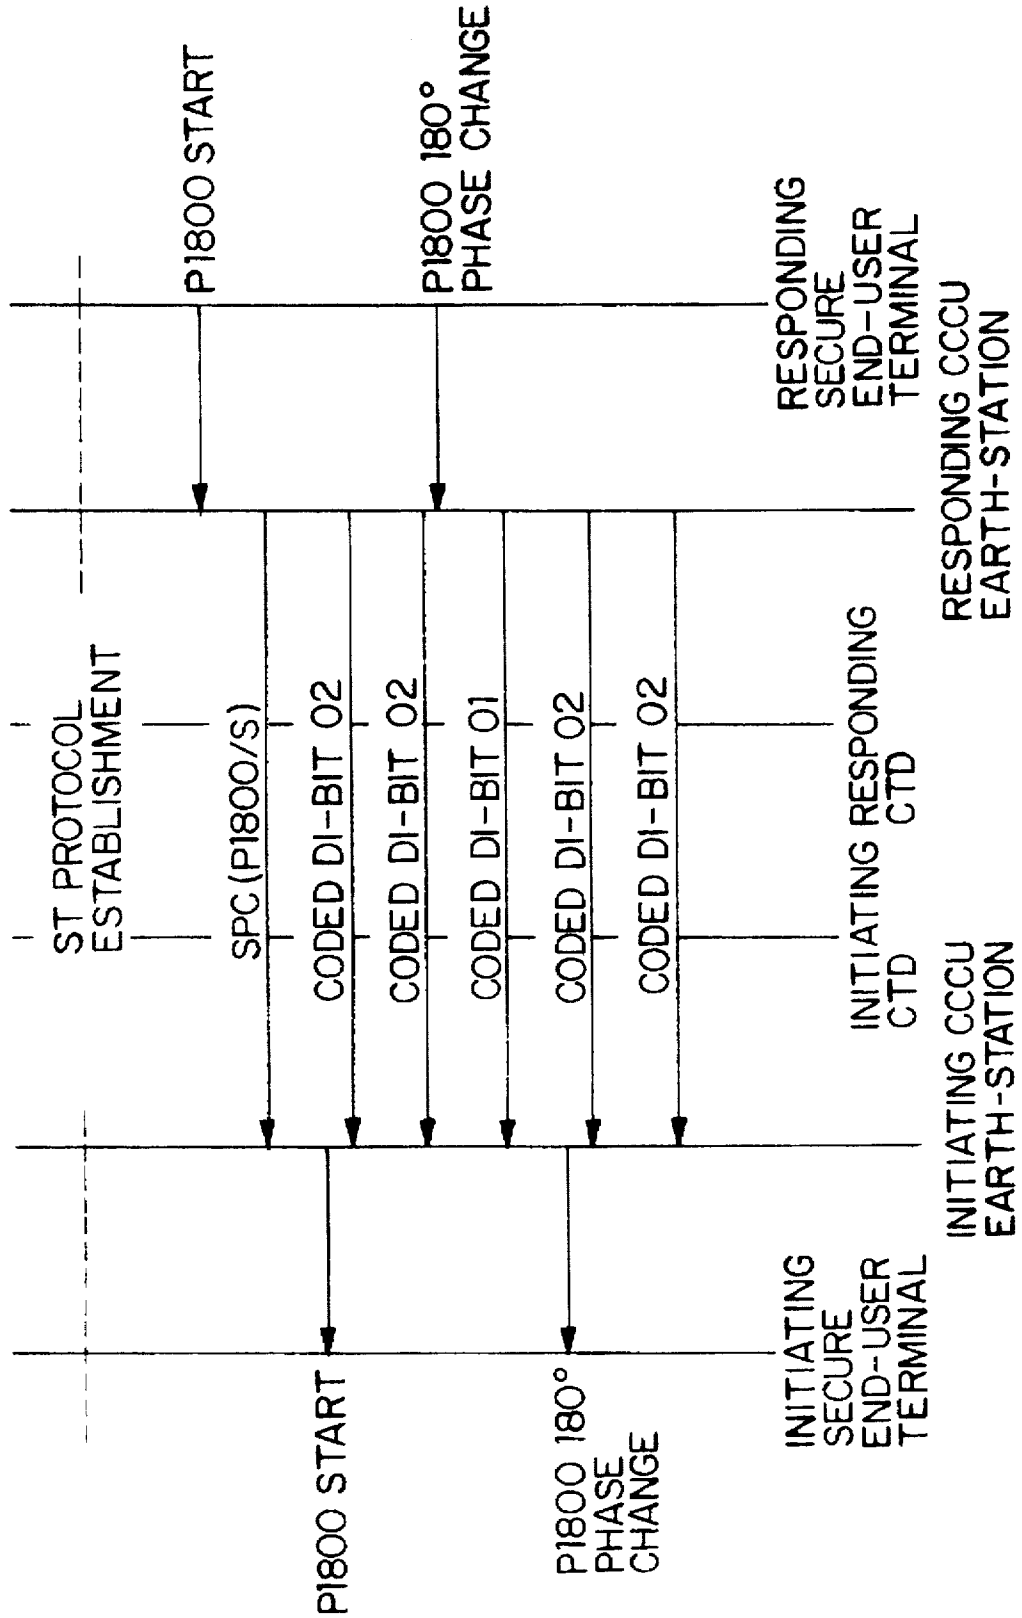 ST PROTOCOL
ESTABLISHMENT
P1800 START
P1800 180°
PHASE CHANGE
SPC (P1800/S)
CODED DI-BIT 02
CODED DI-BIT 02
CODED DI-BIT 01
CODED DI-BIT 02
CODED DI-BIT 02
P1800 START
P1800 180°
PHASE
CHANGE
INITIATING
SECURE
END-USER
TERMINAL
INITIATING CCCU
EARTH-STATION
INITIATING
CTD
RESPONDING
CTD
RESPONDING CCCU
EARTH-STATION
RESPONDING
SECURE
END-USER
TERMINAL